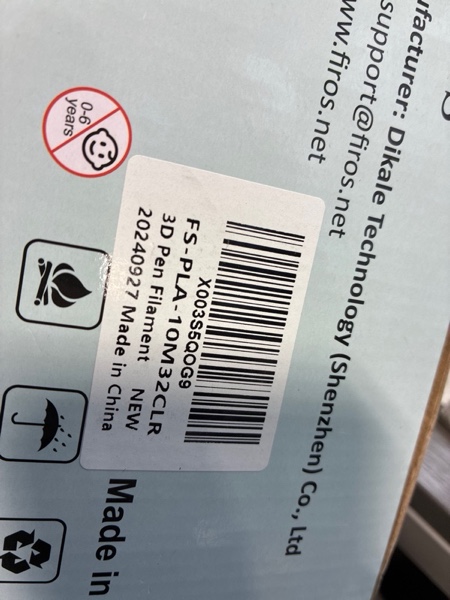 ufacturer: Dikale Technology (Shenzhen) Co., Ltd
support@firos.net
www.firos.net
X003S5QOG9
FS-PLA-10M32CLR
3D Pen Filament NEW
20240927 Made in China
0-6
years
Made in